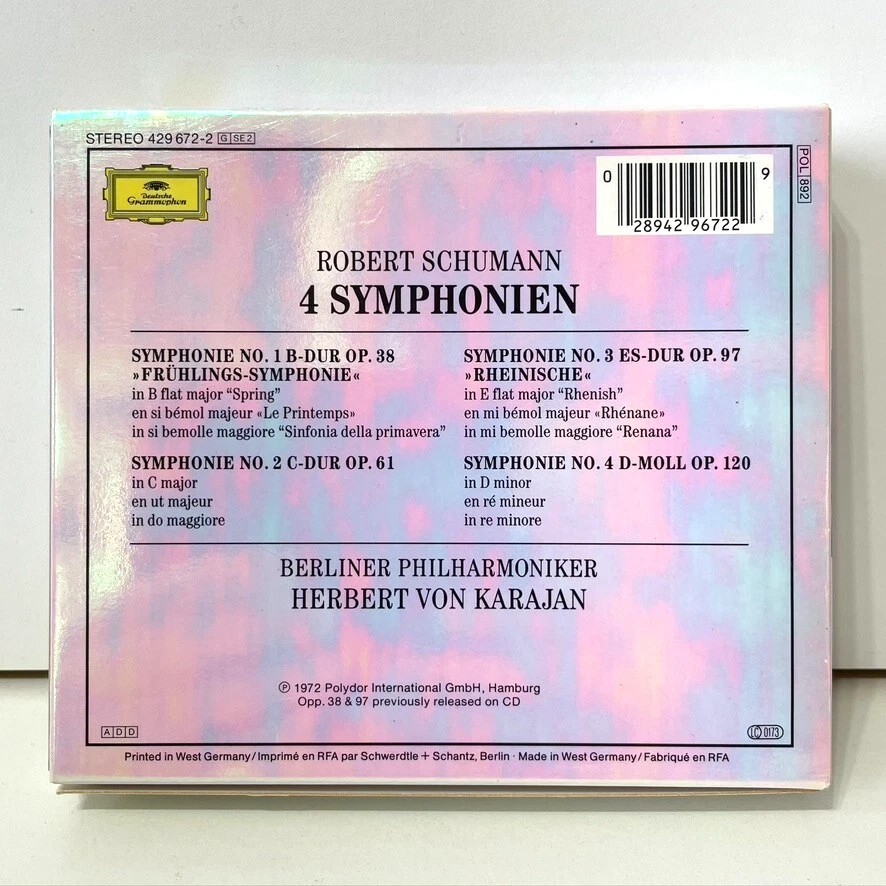 STEREO 429 672-2 G SE 2
POL 892
Deutsche
Grammophon
0 28942 96722 9
ROBERT SCHUMANN
4 SYMPHONIEN
SYMPHONIE NO. 1 B-DUR OP. 38
»FRÜHLINGS-SYMPHONIE«
in B flat major “Spring”
en si bémol majeur «Le Printemps»
in si bemolle maggiore “Sinfonia della primavera”
SYMPHONIE NO. 2 C-DUR OP. 61
in C major
en ut majeur
in do maggiore
SYMPHONIE NO. 3 ES-DUR OP. 97
»RHEINISCHE«
in E flat major “Rhenish”
en mi bémol majeur «Rhénane»
in mi bemolle maggiore “Renana”
SYMPHONIE NO. 4 D-MOLL OP. 120
in D minor
en ré mineur
in re minore
BERLINER PHILHARMONIKER
HERBERT VON KARAJAN
℗ 1972 Polydor International GmbH, Hamburg
Opp. 38 & 97 previously released on CD
ADD
LC 0173
Printed in West Germany/Imprimé en RFA par Schwerdtle + Schantz, Berlin · Made in West Germany/Fabriqué en RFA